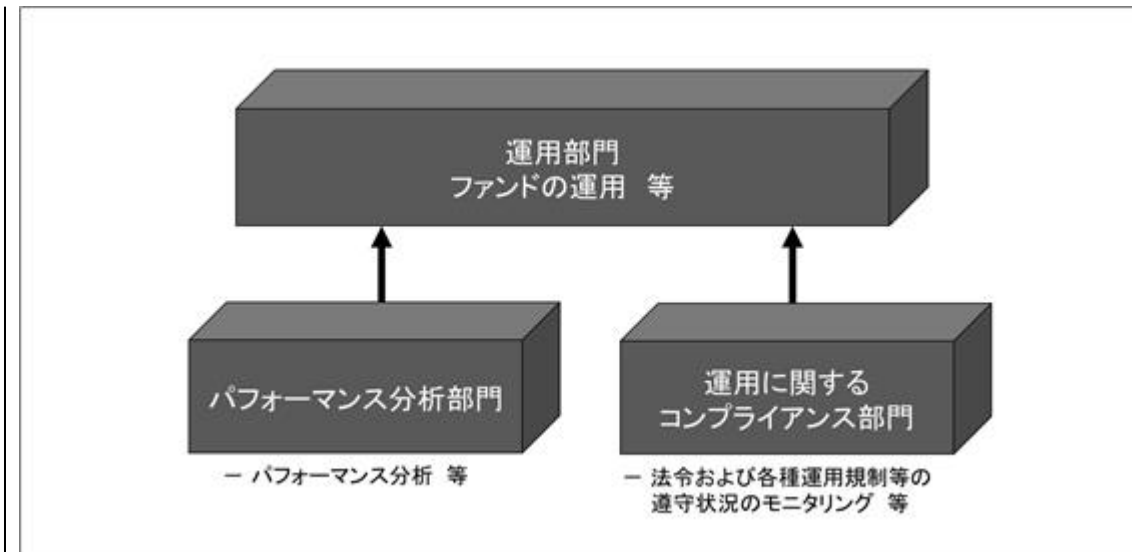 運用部門
ファンドの運用 等
パフォーマンス分析部門
－ パフォーマンス分析 等
運用に関する
コンプライアンス部門
－ 法令および各種運用規制等の
遵守状況のモニタリング 等